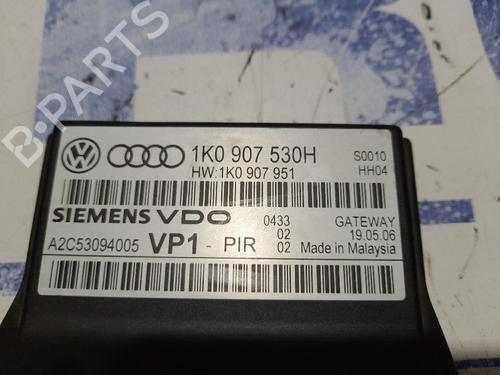 1K0 907 530H S0010
HW:1K0 907 951 HH04
SIEMENS VDO 0433 GATEWAY
02 19.05.06
A2C53094005 VP1 - PIR 02 Made in Malaysia
B-PARTS